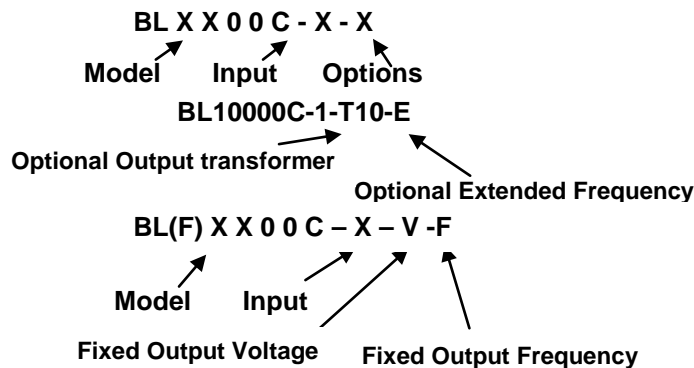 BL X X 0 0 C - X - X
Model Input Options
BL10000C-1-T10-E
Optional Output transformer
Optional Extended Frequency
BL(F) X X 0 0 C – X – V -F
Model Input
Fixed Output Voltage Fixed Output Frequency